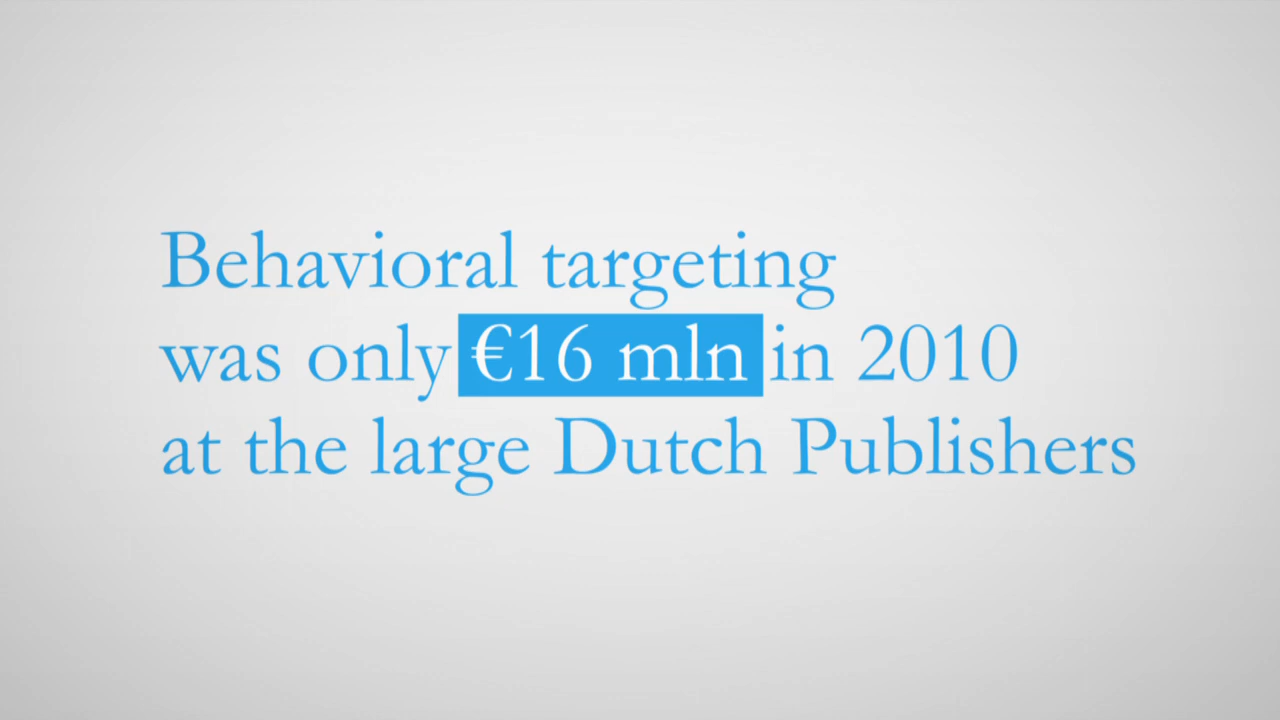 Behavioral targeting
was only €16 mln in 2010
at the large Dutch Publishers